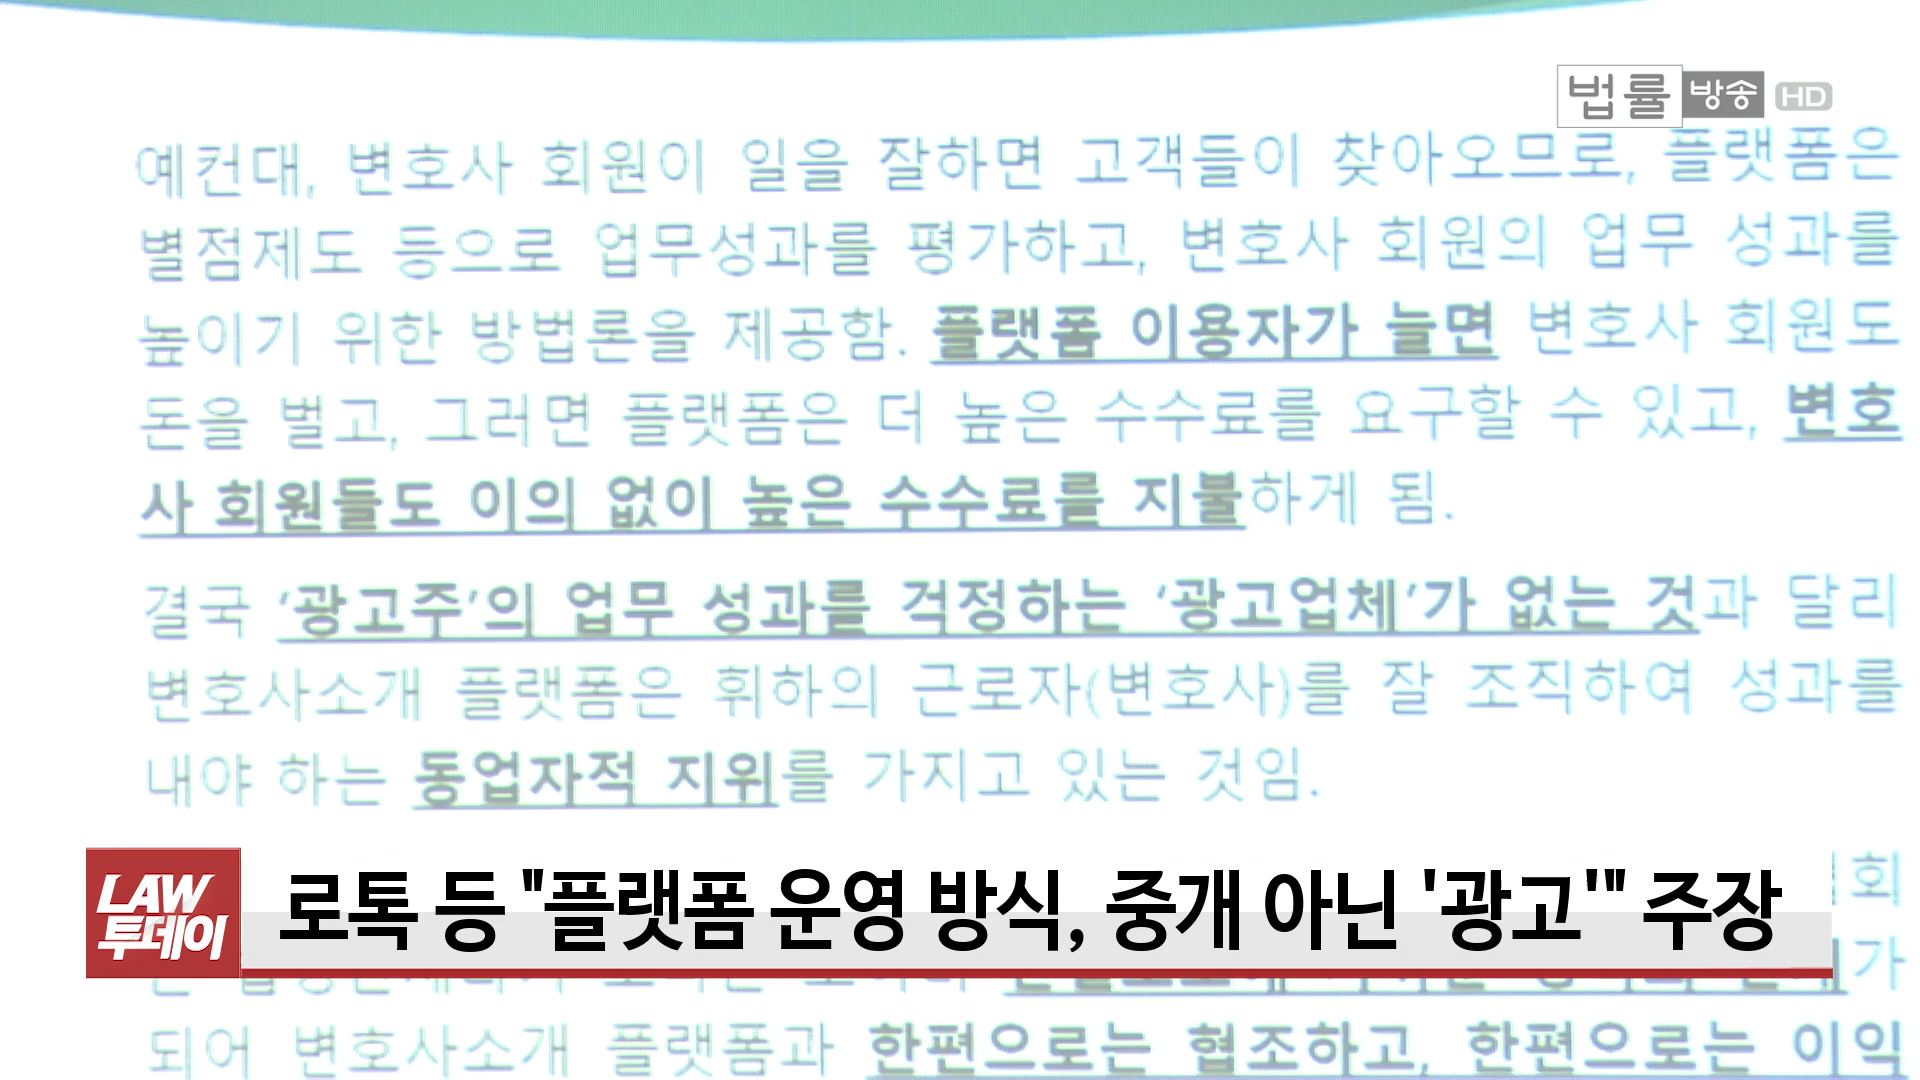 법률방송 HD
예컨대, 변호사 회원이 일을 잘하면 고객들이 찾아오므로, 플랫폼은
별점제도 등으로 업무성과를 평가하고, 변호사 회원의 업무 성과를
높이기 위한 방법론을 제공함. 플랫폼 이용자가 늘면 변호사 회원도
돈을 벌고, 그러면 플랫폼은 더 높은 수수료를 요구할 수 있고, 변호
사 회원들도 이의 없이 높은 수수료를 지불하게 됨.
결국 '광고주'의 업무 성과를 걱정하는 '광고업체'가 없는 것과 달리
변호사소개 플랫폼은 휘하의 근로자(변호사)를 잘 조직하여 성과를
내야 하는 동업자적 지위를 가지고 있는 것임.
회
LAW
투데이
로톡 등 "플랫폼 운영 방식, 중개 아닌 '광고'" 주장
가
되어 변호사소개 플랫폼과 한편으로는 협조하고, 한편으로는 이익